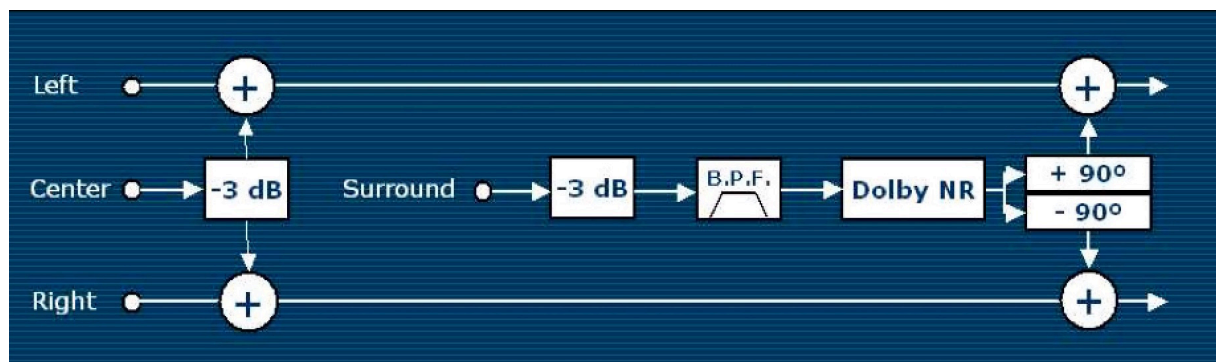 Left
+
+
Center
-3 dB
Surround
-3 dB
B.P.F.
Dolby NR
+ 90º
- 90º
Right
+
+